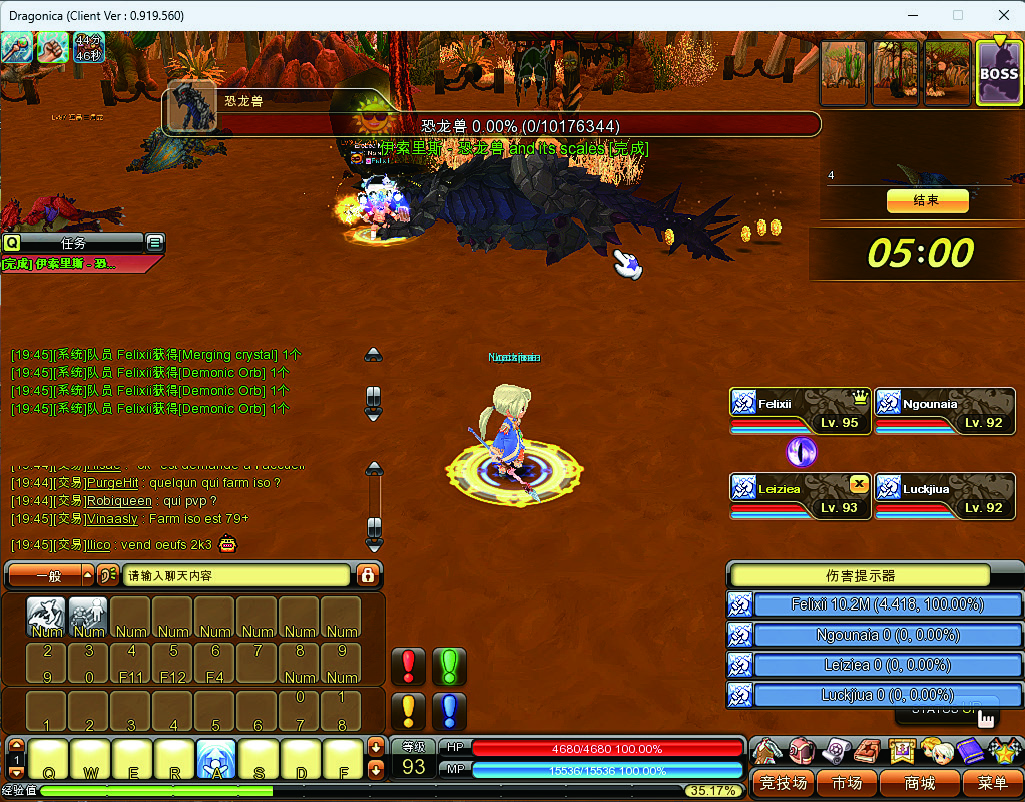 Dragonica (Client Ver : 0.919.560)
44分
46秒
恐龙兽
恐龙兽 0.00% (0/10176344)
伊索里斯 - 恐龙兽 and its scales [完成]
BOSS
4
结束
05:00
Q 任务
[完成] 伊索里斯 - 恐...
[19:45][系统]队员 Felixii获得[Merging crystal] 1个
[19:45][系统]队员 Felixii获得[Demonic Orb] 1个
[19:45][系统]队员 Felixii获得[Demonic Orb] 1个
[19:45][系统]队员 Felixii获得[Demonic Orb] 1个
Felixii
Lv. 95
Ngounaia
Lv. 92
Leiziea
Lv. 93
Luckjiua
Lv. 92
[19:44][交易]PurgeHit : quelqun qui farm iso ?
[19:44][交易]Robiqueen : qui pvp ?
[19:45][交易]Vinaasly : Farm iso est 79+
[19:45][交易]llico : vend oeufs 2k3
一般 请输入聊天内容
伤害提示器
Felixii 10.2M (4.418, 100.00%)
Ngounaia 0 (0, 0.00%)
Leiziea 0 (0, 0.00%)
Luckjiua 0 (0, 0.00%)
Num Num Num Num Num Num Num Num
2 3 4 5 6 7 8 9
9 0 F11 F12 F4 Num Num
0 1
1 2 3 4 5 6 7 8
1 Q W E R A S D F
等级 93
HP 4680/4680 100.00%
MP 15536/15536 100.00%
竞技场 市场 商城 菜单
经验值 35.17%